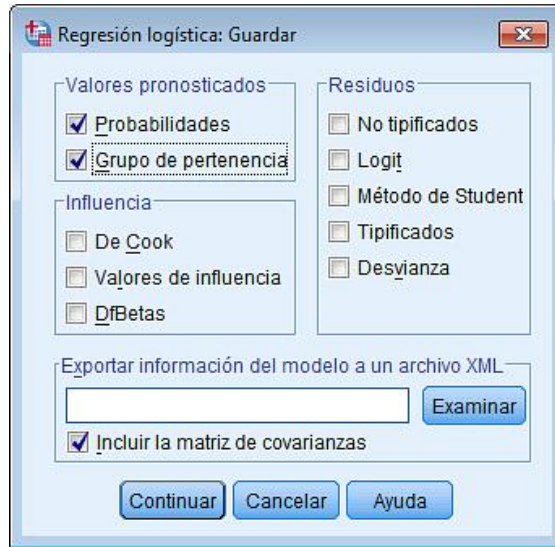 Regresión logística: Guardar
Valores pronosticados
Probabilidades
Grupo de pertenencia
Influencia
De Cook
Valores de influencia
DfBetas
Residuos
No tipificados
Logit
Método de Student
Tipificados
Desvianza
Exportar información del modelo a un archivo XML
Examinar
Incluir la matriz de covarianzas
Continuar Cancelar Ayuda